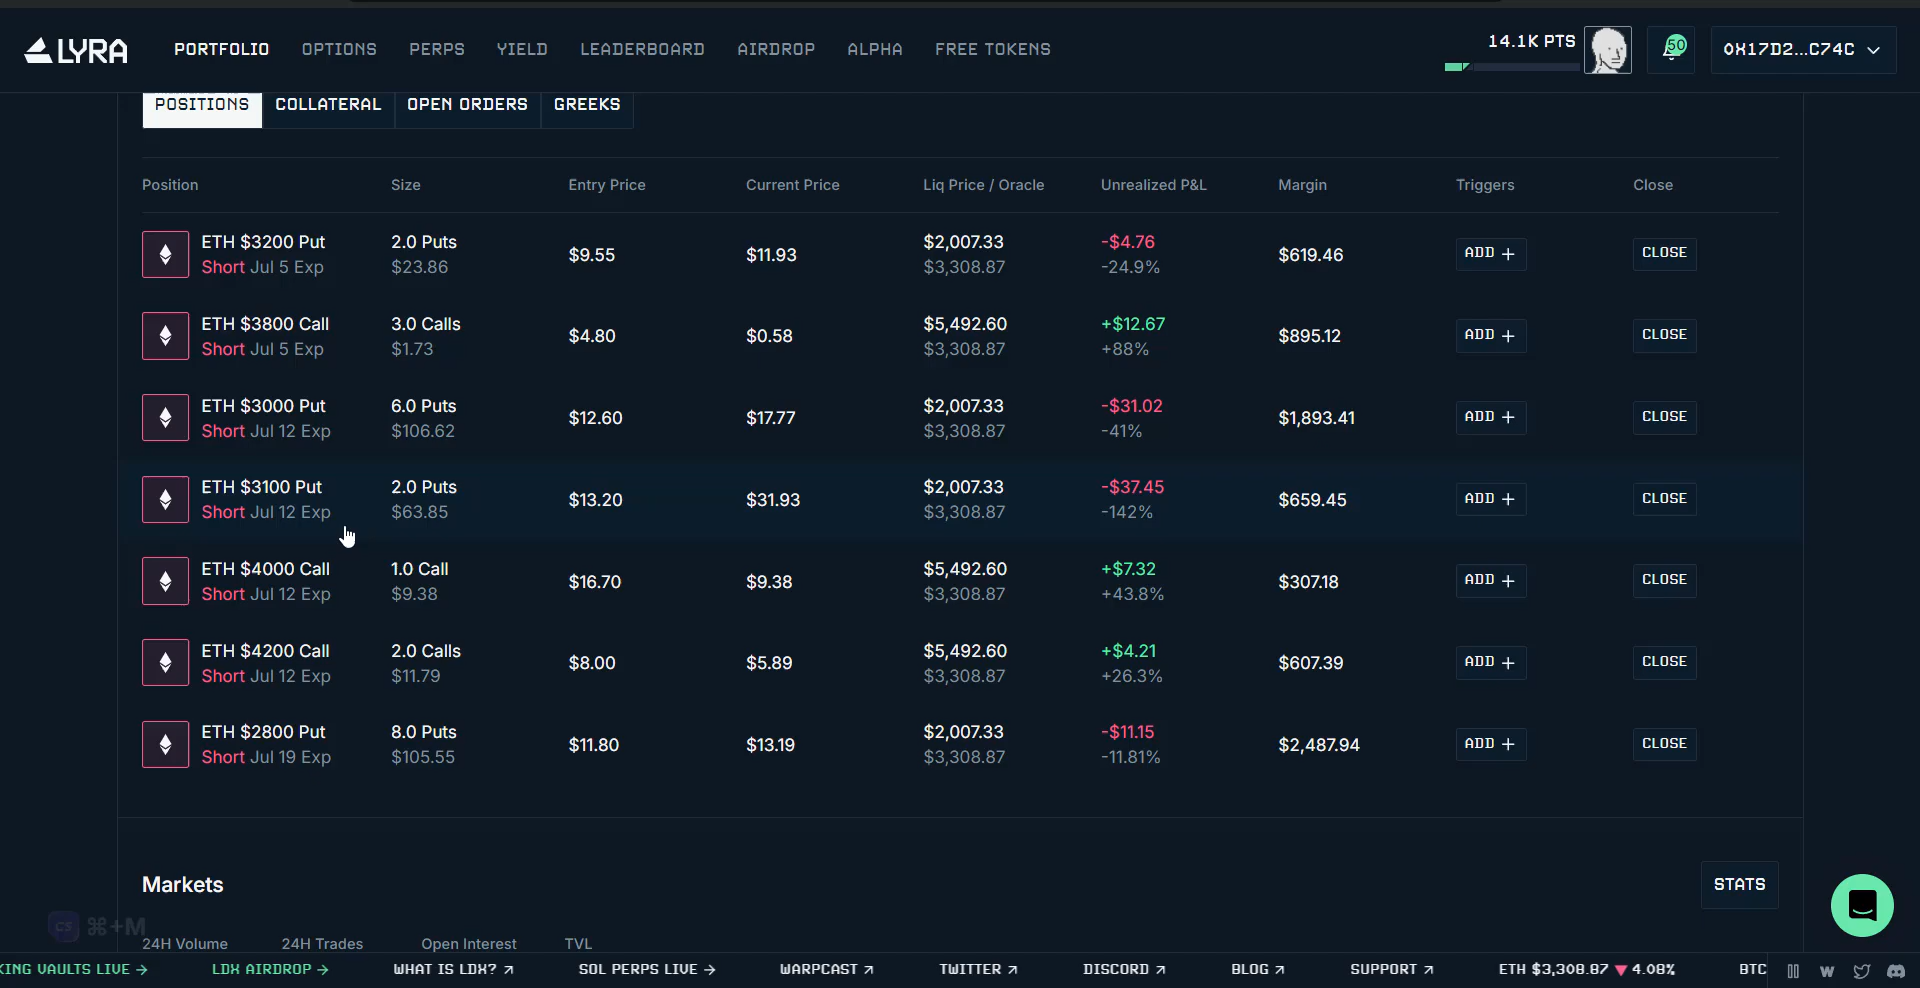 LYRA PORTFOLIO OPTIONS PERPS YIELD LEADERBOARD AIRDROP ALPHA FREE TOKENS 14.1K PTS 50 0X17D2...C74C
POSITIONS COLLATERAL OPEN ORDERS GREEKS
Position Size Entry Price Current Price Liq Price / Oracle Unrealized P&L Margin Triggers Close
ETH $3200 Put 2.0 Puts $9.55 $11.93 $2,007.33 -$4.76 $619.46 ADD + CLOSE
Short Jul 5 Exp $23.86 $3,308.87 -24.9%
ETH $3800 Call 3.0 Calls $4.80 $0.58 $5,492.60 +$12.67 $895.12 ADD + CLOSE
Short Jul 5 Exp $1.73 $3,308.87 +88%
ETH $3000 Put 6.0 Puts $12.60 $17.77 $2,007.33 -$31.02 $1,893.41 ADD + CLOSE
Short Jul 12 Exp $106.62 $3,308.87 -41%
ETH $3100 Put 2.0 Puts $13.20 $31.93 $2,007.33 -$37.45 $659.45 ADD + CLOSE
Short Jul 12 Exp $63.85 $3,308.87 -142%
ETH $4000 Call 1.0 Call $16.70 $9.38 $5,492.60 +$7.32 $307.18 ADD + CLOSE
Short Jul 12 Exp $9.38 $3,308.87 +43.8%
ETH $4200 Call 2.0 Calls $8.00 $5.89 $5,492.60 +$4.21 $607.39 ADD + CLOSE
Short Jul 12 Exp $11.79 $3,308.87 +26.3%
ETH $2800 Put 8.0 Puts $11.80 $13.19 $2,007.33 -$11.15 $2,487.94 ADD + CLOSE
Short Jul 19 Exp $105.55 $3,308.87 -11.81%
Markets STATS
CS ⌘+M
24H Volume 24H Trades Open Interest TVL
KING VAULTS LIVE → LDX AIRDROP → WHAT IS LDX? ↗ SOL PERPS LIVE → WARPCAST ↗ TWITTER ↗ DISCORD ↗ BLOG ↗ SUPPORT ↗ ETH $3,308.87 ▼ 4.08% BTC